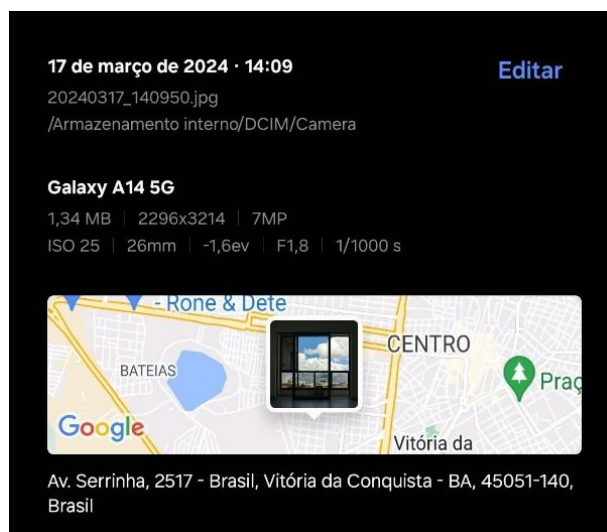 17 de março de 2024 · 14:09
Editar
20240317_140950.jpg
/Armazenamento interno/DCIM/Camera
Galaxy A14 5G
1,34 MB | 2296x3214 | 7MP
ISO 25 | 26mm | -1,6ev | F1,8 | 1/1000 s
- Rone & Dete
CENTRO
BATEIAS
Praç
Google
Vitória da
Av. Serrinha, 2517 - Brasil, Vitória da Conquista - BA, 45051-140,
Brasil